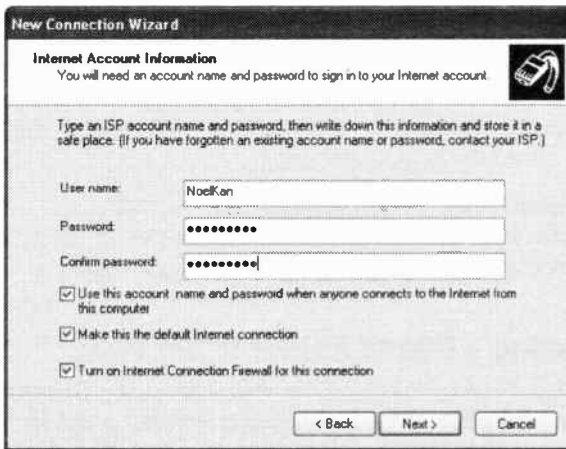 New Connection Wizard
Internet Account Information
You will need an account name and password to sign in to your Internet account.
Type an ISP account name and password, then write down this information and store it in a
safe place. (If you have forgotten an existing account name or password, contact your ISP.)
User name: NoelKan
Password: ●●●●●●●●●
Confirm password: ●●●●●●●●●
Use this account name and password when anyone connects to the Internet from
this computer
Make this the default Internet connection
Turn on Internet Connection Firewall for this connection
< Back Next > Cancel